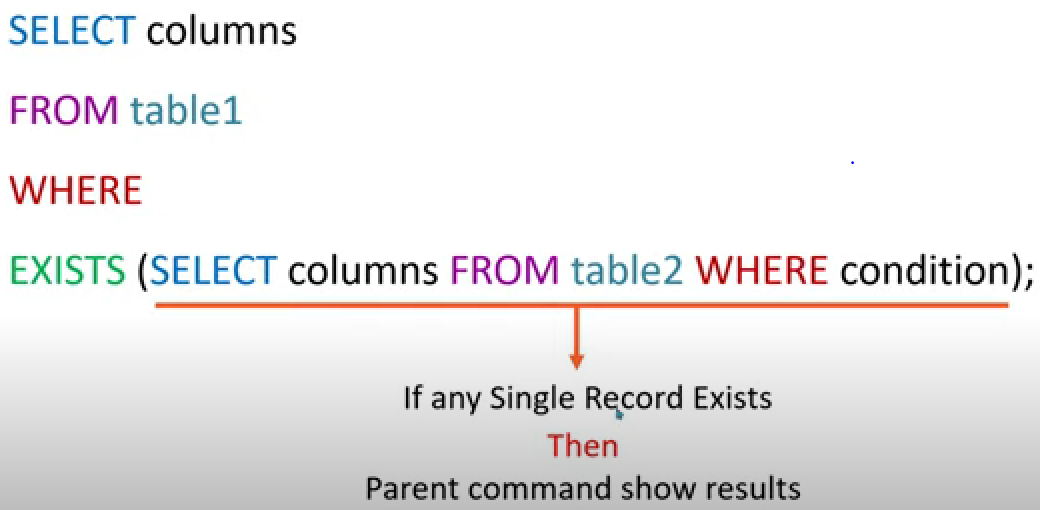 SELECT columns
FROM table1
WHERE
EXISTS (SELECT columns FROM table2 WHERE condition);
If any Single Record Exists
Then
Parent command show results